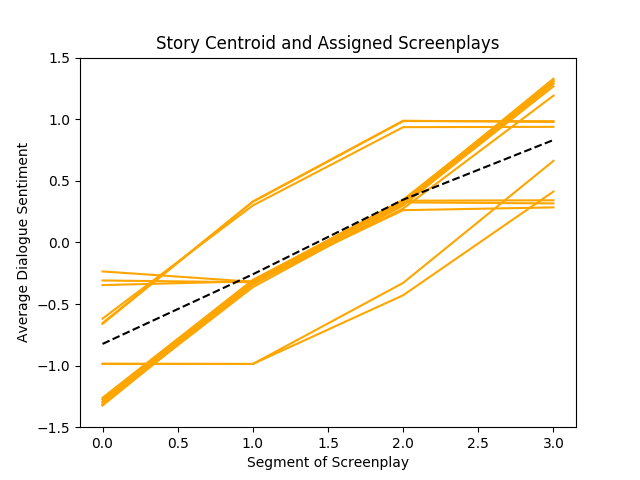 Story Centroid and Assigned Screenplays
1.5
1.0
0.5
0.0
−0.5
−1.0
−1.5
Average Dialogue Sentiment
0.0 0.5 1.0 1.5 2.0 2.5 3.0
Segment of Screenplay